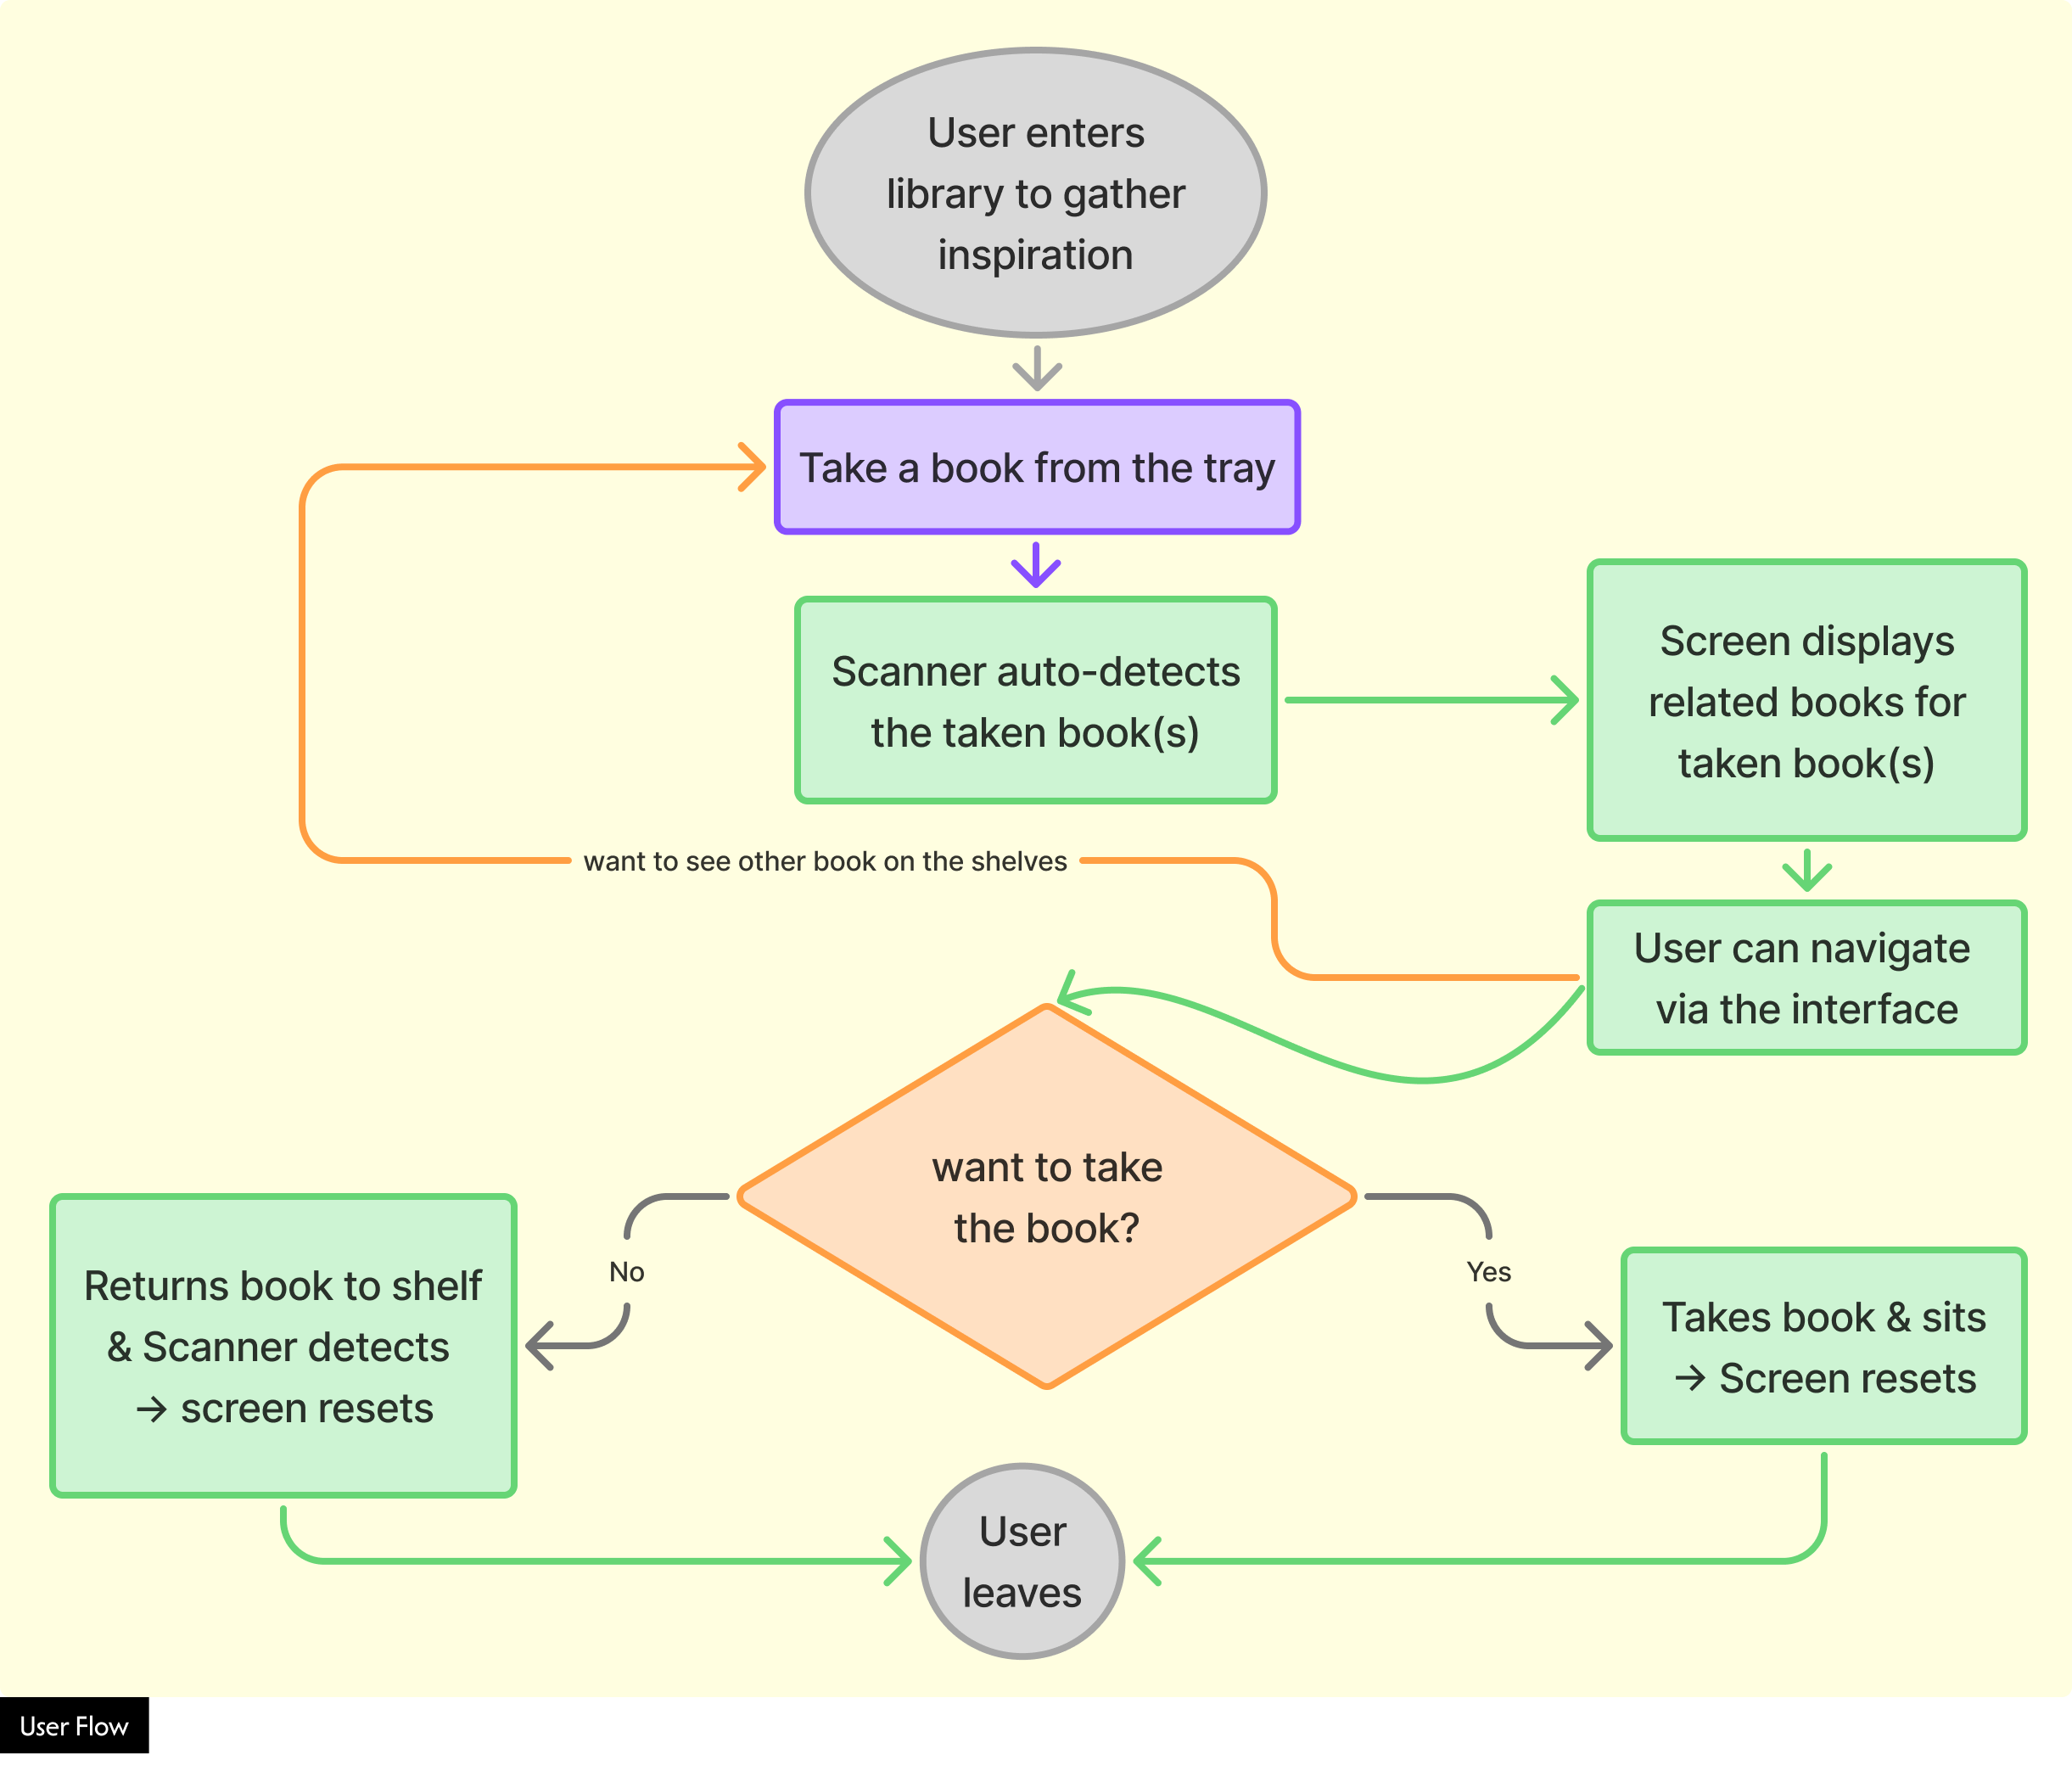 User enters
library to gather
inspiration
Take a book from the tray
Scanner auto-detects
the taken book(s)
Screen displays
related books for
taken book(s)
want to see other book on the shelves
User can navigate
via the interface
want to take
the book?
No
Yes
Returns book to shelf
& Scanner detects
→ screen resets
Takes book & sits
→ Screen resets
User
leaves
User Flow